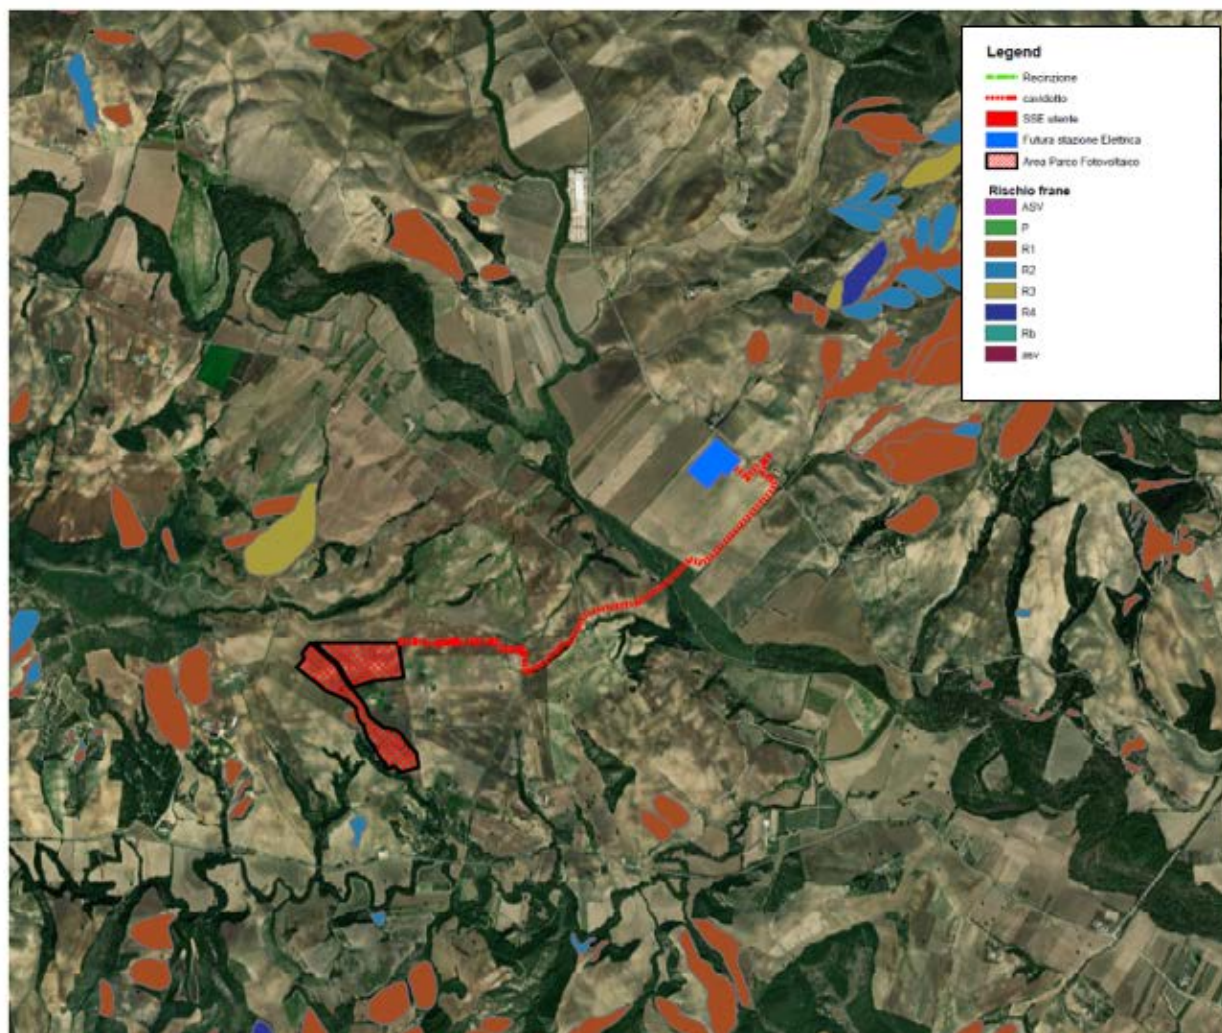 Legend
Recinzione
cavidotto
SSE utente
Futura stazione Elettrica
Area Parco Fotovoltaico
Rischio frane
ASV
P
R1
R2
R3
R4
Rb
asv